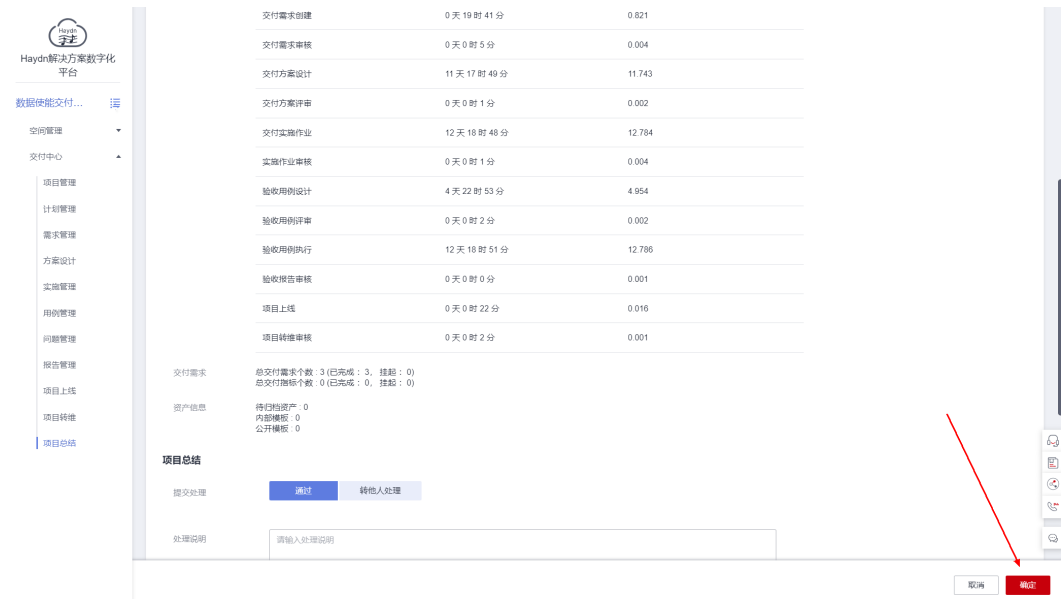 Haydn
Haydn解决方案数字化
平台
数据使能交付...
空间管理
交付中心
项目管理
计划管理
需求管理
方案设计
实施管理
用例管理
问题管理
报告管理
项目上线
项目转维
项目总结
交付需求创建 0 天 19 时 41 分 0.821
交付需求审核 0 天 0 时 5 分 0.004
交付方案设计 11 天 17 时 49 分 11.743
交付方案评审 0 天 0 时 1 分 0.002
交付实施作业 12 天 18 时 48 分 12.784
实施作业审核 0 天 0 时 1 分 0.004
验收用例设计 4 天 22 时 53 分 4.954
验收用例评审 0 天 0 时 2 分 0.002
验收用例执行 12 天 18 时 51 分 12.786
验收报告审核 0 天 0 时 0 分 0.001
项目上线 0 天 0 时 22 分 0.016
项目转维审核 0 天 0 时 2 分 0.001
交付需求 总交付需求个数 : 3 (已完成： 3， 挂起： 0)
总交付指标个数 : 0 (已完成： 0， 挂起： 0)
资产信息 待归档资产 : 0
内部模板 : 0
公开模板 : 0
项目总结
提交处理 通过 转他人处理
处理说明 请输入处理说明
取消 确定